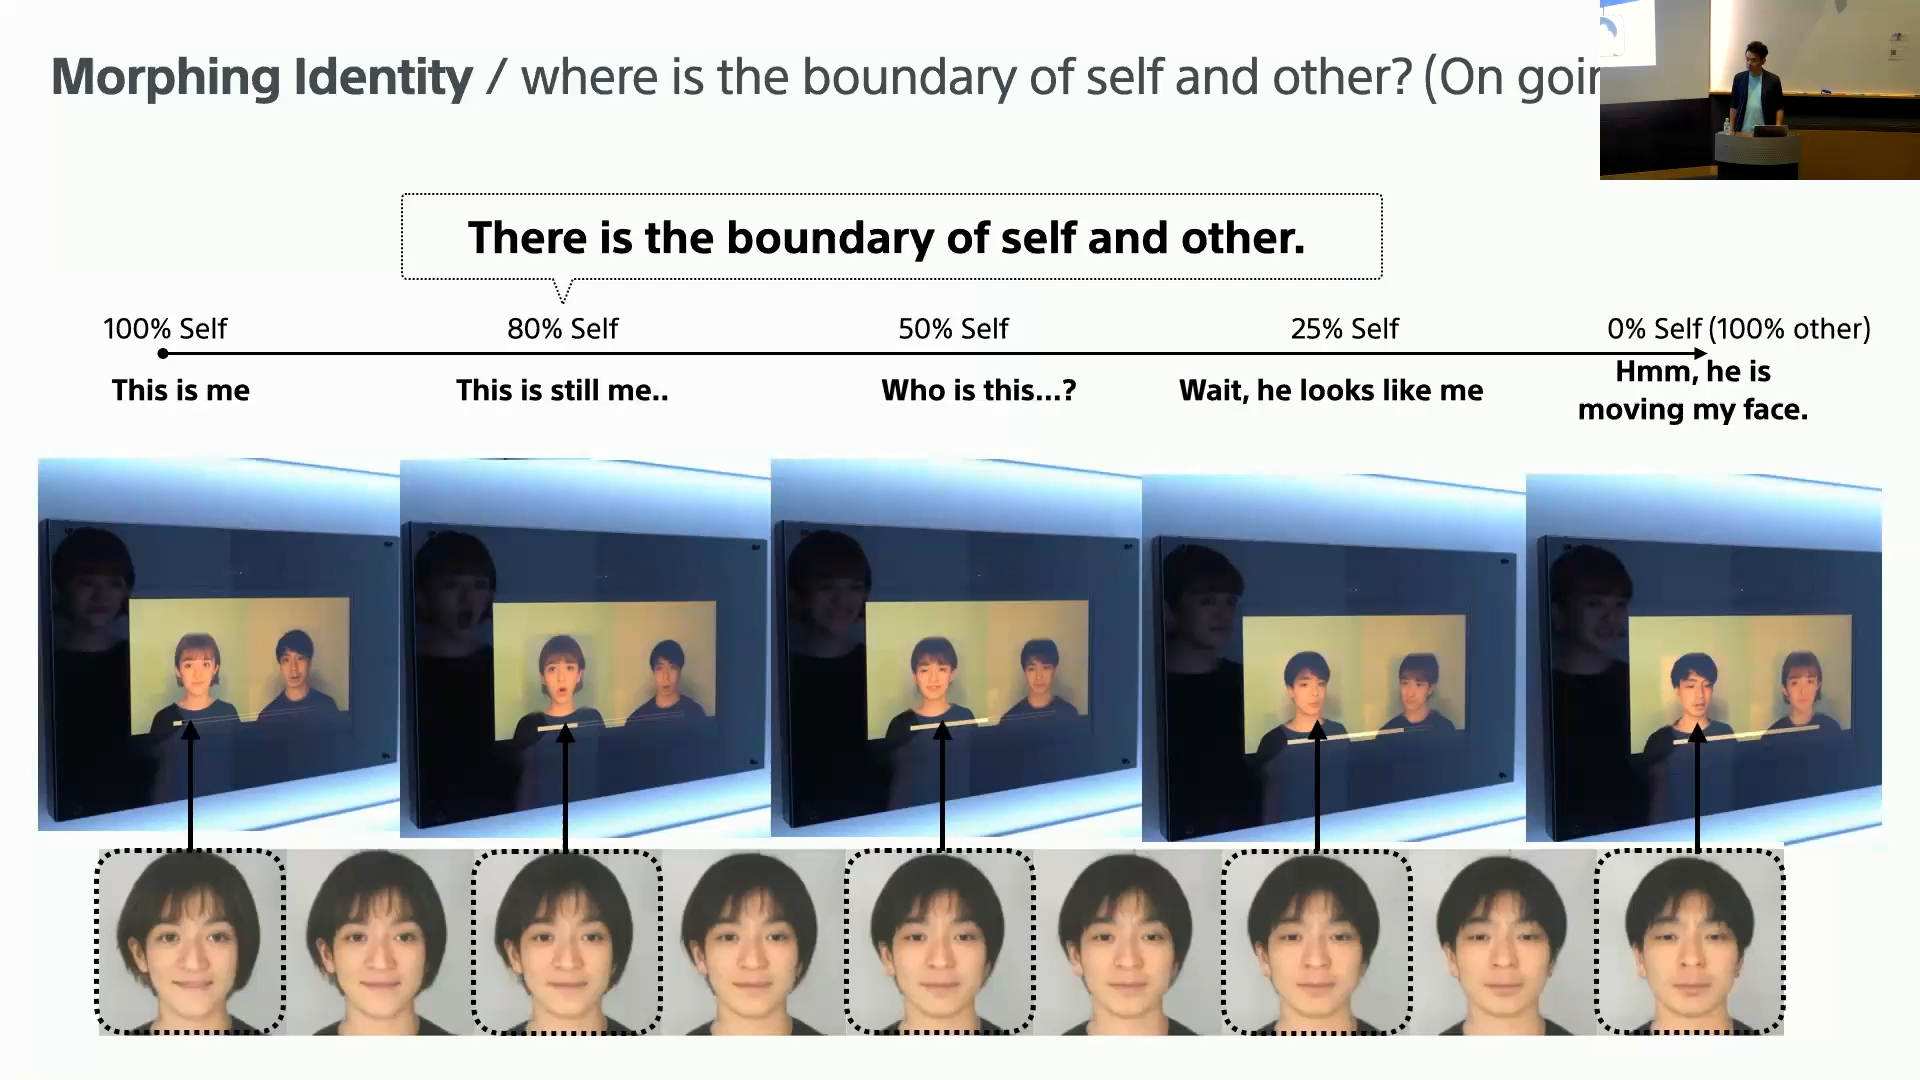 Morphing Identity / where is the boundary of self and other? (On goin
There is the boundary of self and other.
100% Self
80% Self
50% Self
25% Self
0% Self (100% other)
This is me
This is still me..
Who is this...?
Wait, he looks like me
Hmm, he is
moving my face.